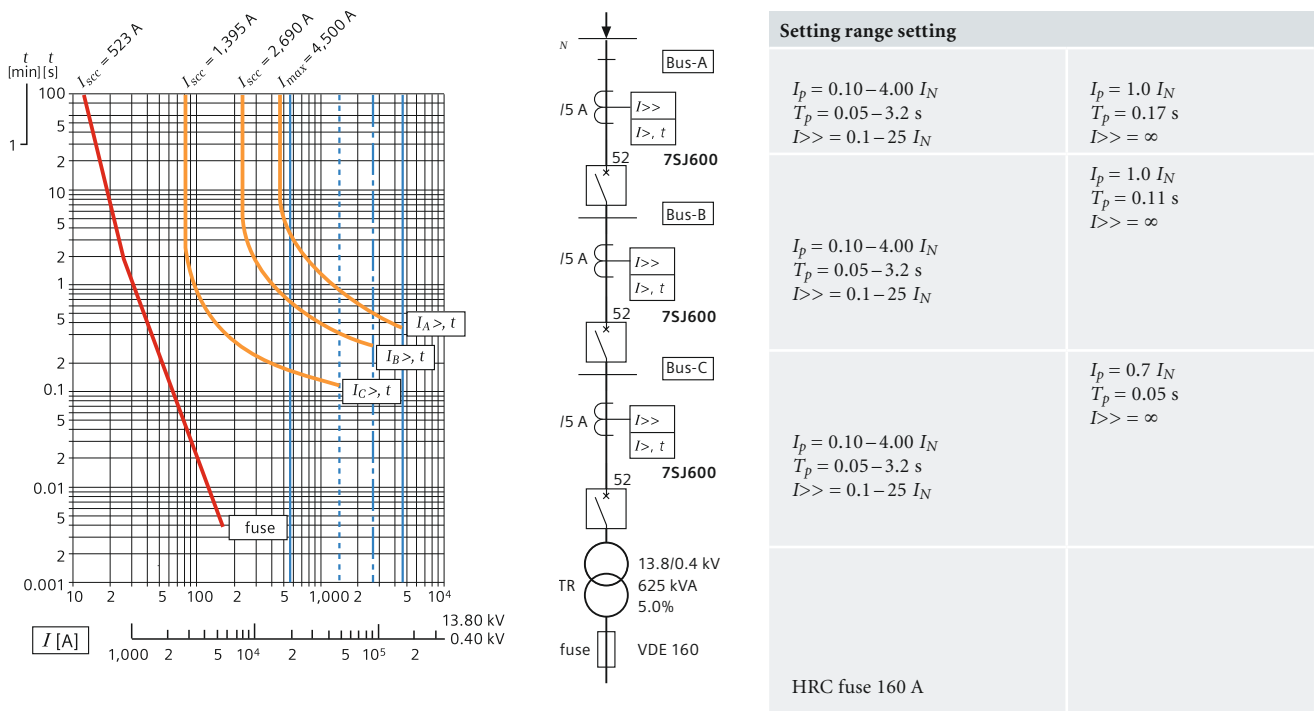 I_scc = 523 A
I_scc = 1,395 A
I_scc = 2,690 A
I_max = 4,500 A
t t
[min] [s]
100
5
1
2
10
5
2
1
5
2
0.1
5
2
0.01
5
2
0.001
I_A>, t
I_B>, t
I_C>, t
fuse
10 2 5 100 2 5 1,000 2 5 10⁴
13.80 kV
0.40 kV
I [A]
1,000 2 5 10⁴ 2 5 10⁵ 2
N
Bus-A
/5 A
I>>
I>, t
7SJ600
52
Bus-B
/5 A
I>>
I>, t
7SJ600
52
Bus-C
/5 A
I>>
I>, t
7SJ600
52
TR
13.8/0.4 kV
625 kVA
5.0%
fuse
VDE 160
Setting range setting
I_p = 0.10–4.00 I_N
T_p = 0.05–3.2 s
I>> = 0.1–25 I_N
I_p = 1.0 I_N
T_p = 0.17 s
I>> = ∞
I_p = 0.10–4.00 I_N
T_p = 0.05–3.2 s
I>> = 0.1–25 I_N
I_p = 1.0 I_N
T_p = 0.11 s
I>> = ∞
I_p = 0.10–4.00 I_N
T_p = 0.05–3.2 s
I>> = 0.1–25 I_N
I_p = 0.7 I_N
T_p = 0.05 s
I>> = ∞
HRC fuse 160 A